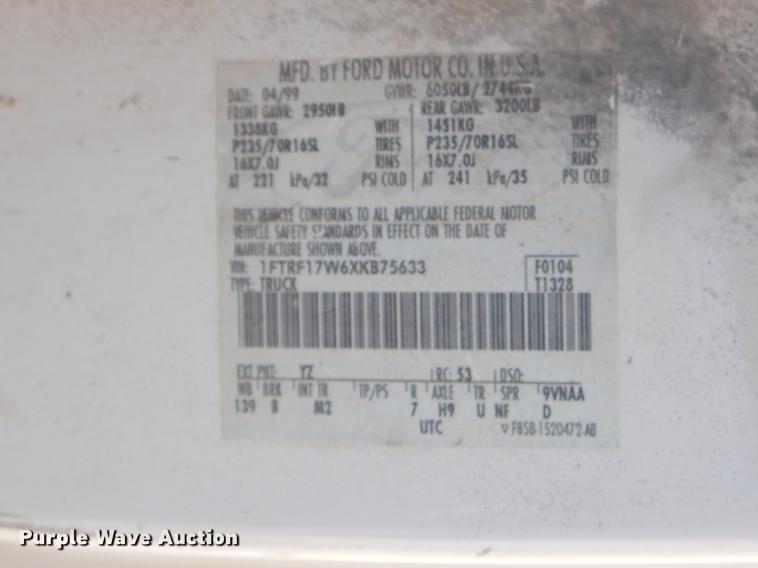 MFD. BY FORD MOTOR CO. IN U.S.A.
DATE: 04/99 GVWR: 6050LB/ 2744KG
FRONT GAWR: 2950LB REAR GAWR: 3200LB
1338KG WITH 1451KG WITH
P235/70R16SL TIRES P235/70R16SL TIRES
16X7.0J RIMS 16X7.0J RIMS
AT 221 kPa/32 PSI COLD AT 241 kPa/35 PSI COLD
THIS VEHICLE CONFORMS TO ALL APPLICABLE FEDERAL MOTOR
VEHICLE SAFETY STANDARDS IN EFFECT ON THE DATE OF
MANUFACTURE SHOWN ABOVE.
VIN: 1FTRF17W6XKB75633 F0104
TYPE: TRUCK T1328
EXT PNT: YZ RC: 53 DSO:
WB BRK INT TR TP/PS R AXLE TR SPR 9VNAA
139 B M2 7 H9 U NF D
UTC ▽ F85B-1520472-AB
Purple Wave Auction